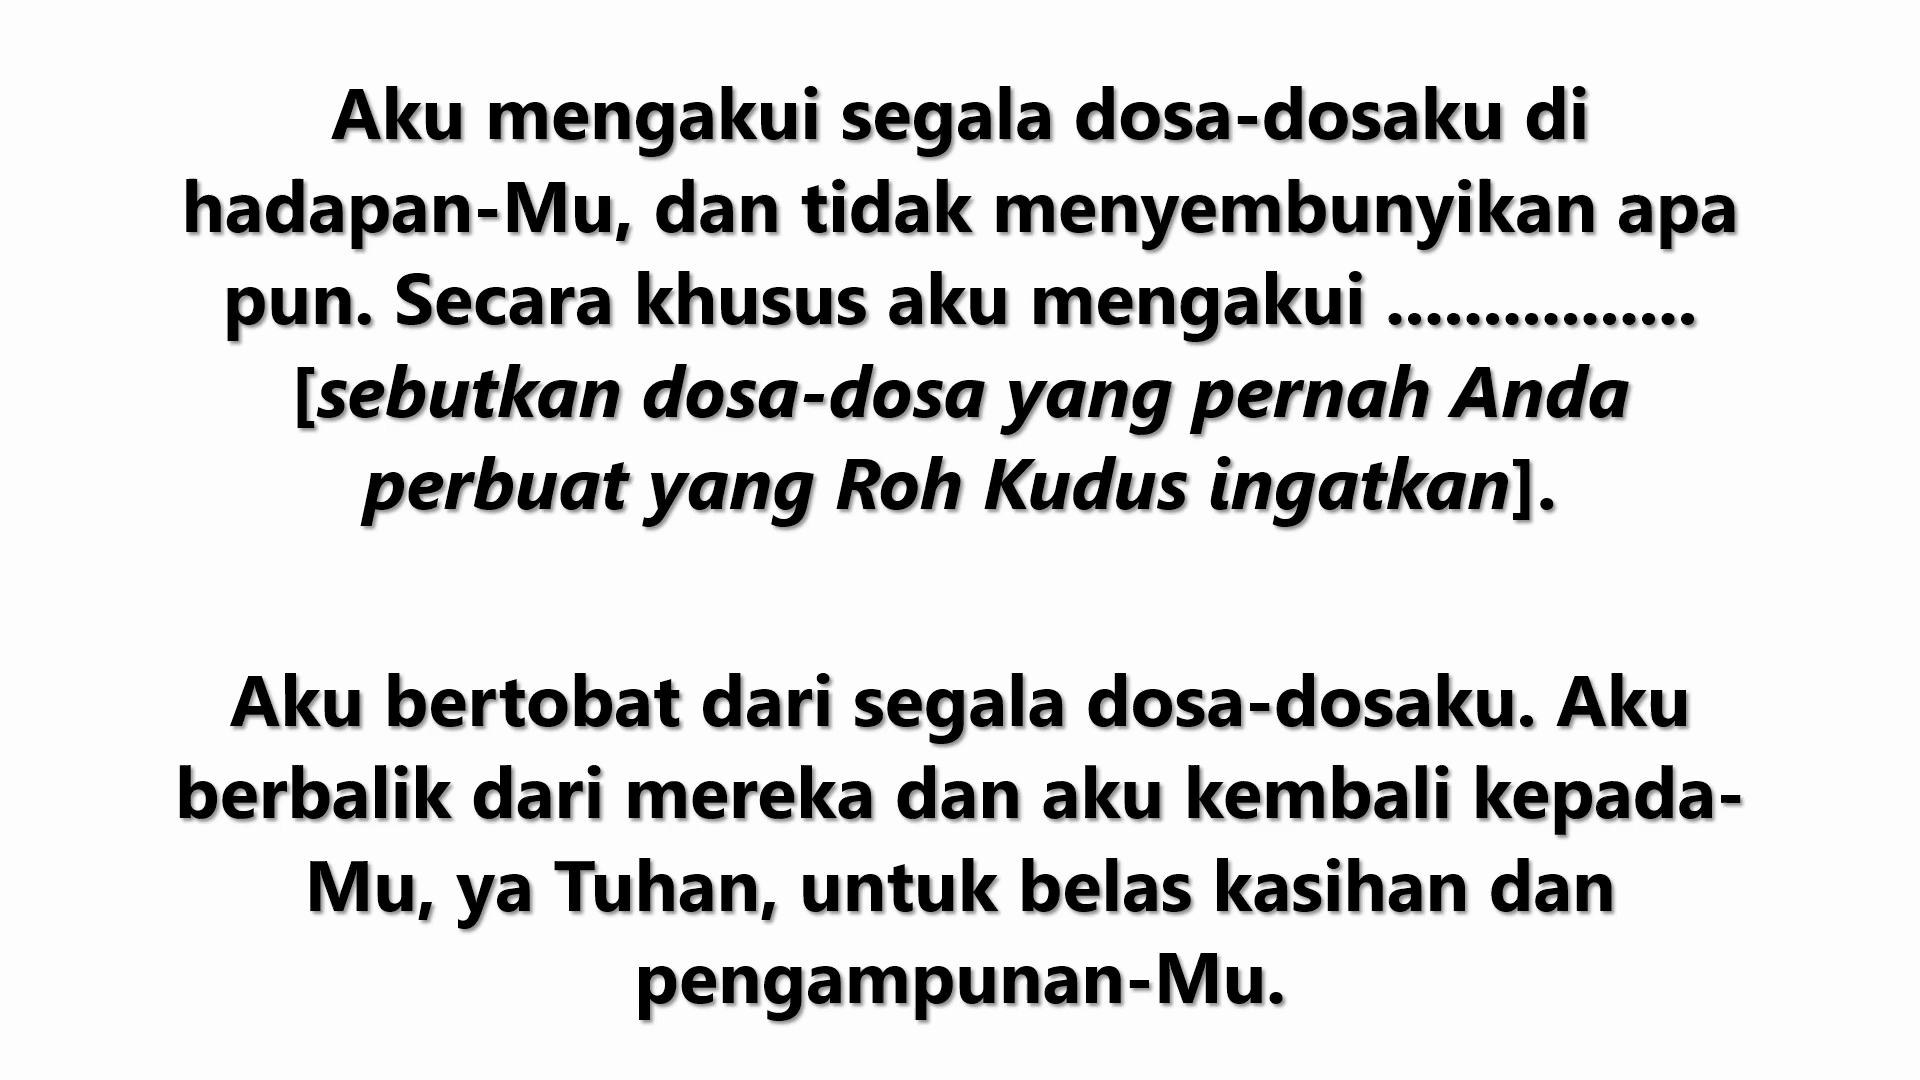 Aku mengakui segala dosa-dosaku di
hadapan-Mu, dan tidak menyembunyikan apa
pun. Secara khusus aku mengakui ................
[sebutkan dosa-dosa yang pernah Anda
perbuat yang Roh Kudus ingatkan].
Aku bertobat dari segala dosa-dosaku. Aku
berbalik dari mereka dan aku kembali kepada-
Mu, ya Tuhan, untuk belas kasihan dan
pengampunan-Mu.